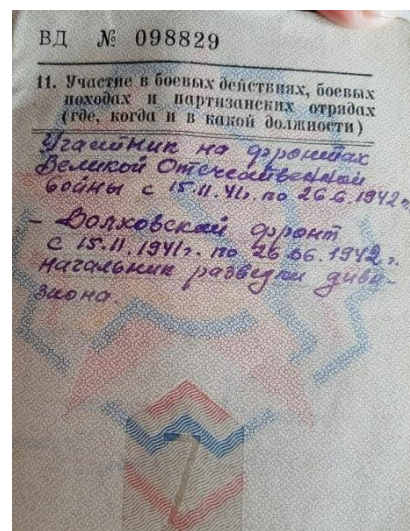 ВД № 098829
11. Участие в боевых действиях, боевых
походах и партизанских отрядах
(где, когда и в какой должности)
Участник на фронтах
Великой Отечественной
войны с 15.11.41г. по 26.6.1942г.
– Волховский фронт
с 15.11.1941г. по 26.06.1942г.
начальник разведки диви-
зиона.
7